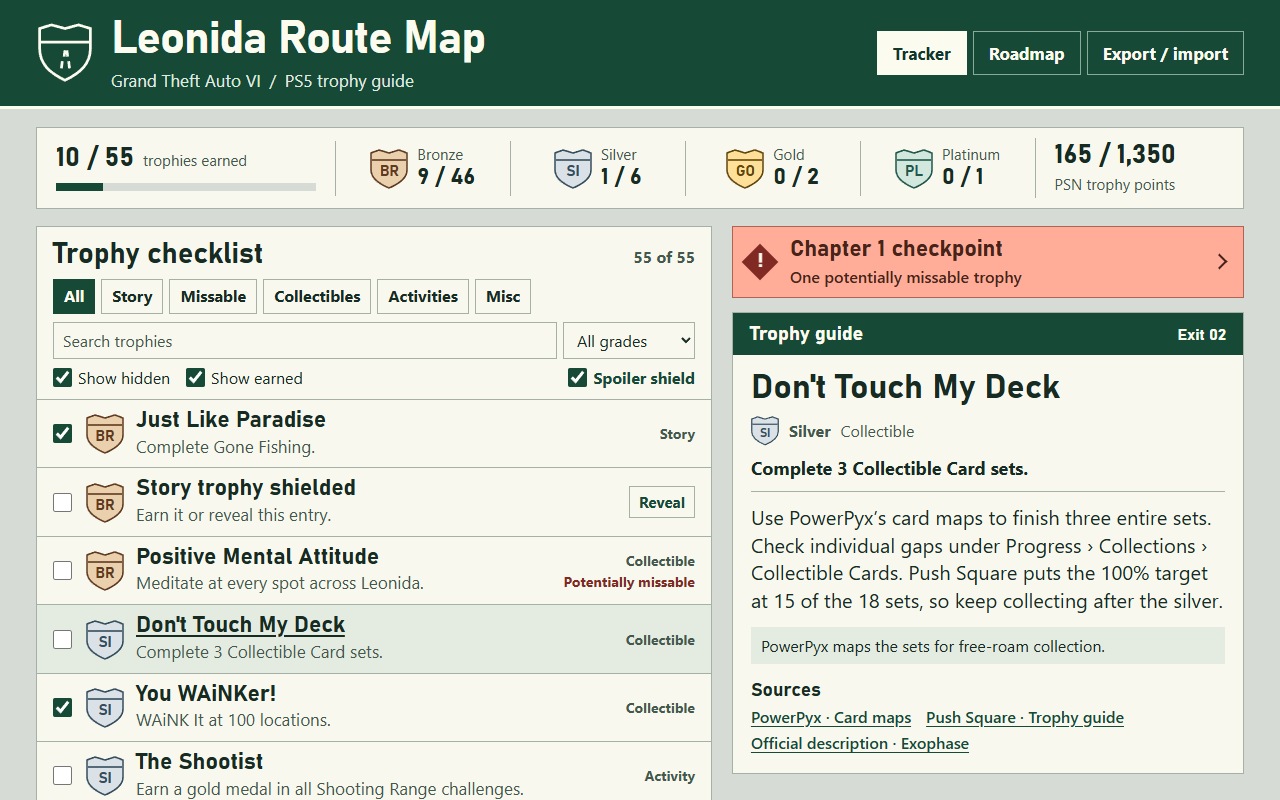 Leonida Route Map
Grand Theft Auto VI / PS5 trophy guide
Tracker
Roadmap
Export / import
10 / 55 trophies earned
BR
Bronze
9 / 46
SI
Silver
1 / 6
GO
Gold
0 / 2
PL
Platinum
0 / 1
165 / 1,350
PSN trophy points
Trophy checklist
55 of 55
All
Story
Missable
Collectibles
Activities
Misc
Search trophies
All grades
Show hidden
Show earned
Spoiler shield
BR
Just Like Paradise
Complete Gone Fishing.
Story
BR
Story trophy shielded
Earn it or reveal this entry.
Reveal
BR
Positive Mental Attitude
Meditate at every spot across Leonida.
Collectible
Potentially missable
SI
Don't Touch My Deck
Complete 3 Collectible Card sets.
Collectible
SI
You WAiNKer!
WAiNK It at 100 locations.
Collectible
SI
The Shootist
Earn a gold medal in all Shooting Range challenges.
Activity
!
Chapter 1 checkpoint
One potentially missable trophy
Trophy guide
Exit 02
Don't Touch My Deck
SI
Silver Collectible
Complete 3 Collectible Card sets.
Use PowerPyx’s card maps to finish three entire sets.
Check individual gaps under Progress › Collections ›
Collectible Cards. Push Square puts the 100% target
at 15 of the 18 sets, so keep collecting after the silver.
PowerPyx maps the sets for free-roam collection.
Sources
PowerPyx · Card maps
Push Square · Trophy guide
Official description · Exophase